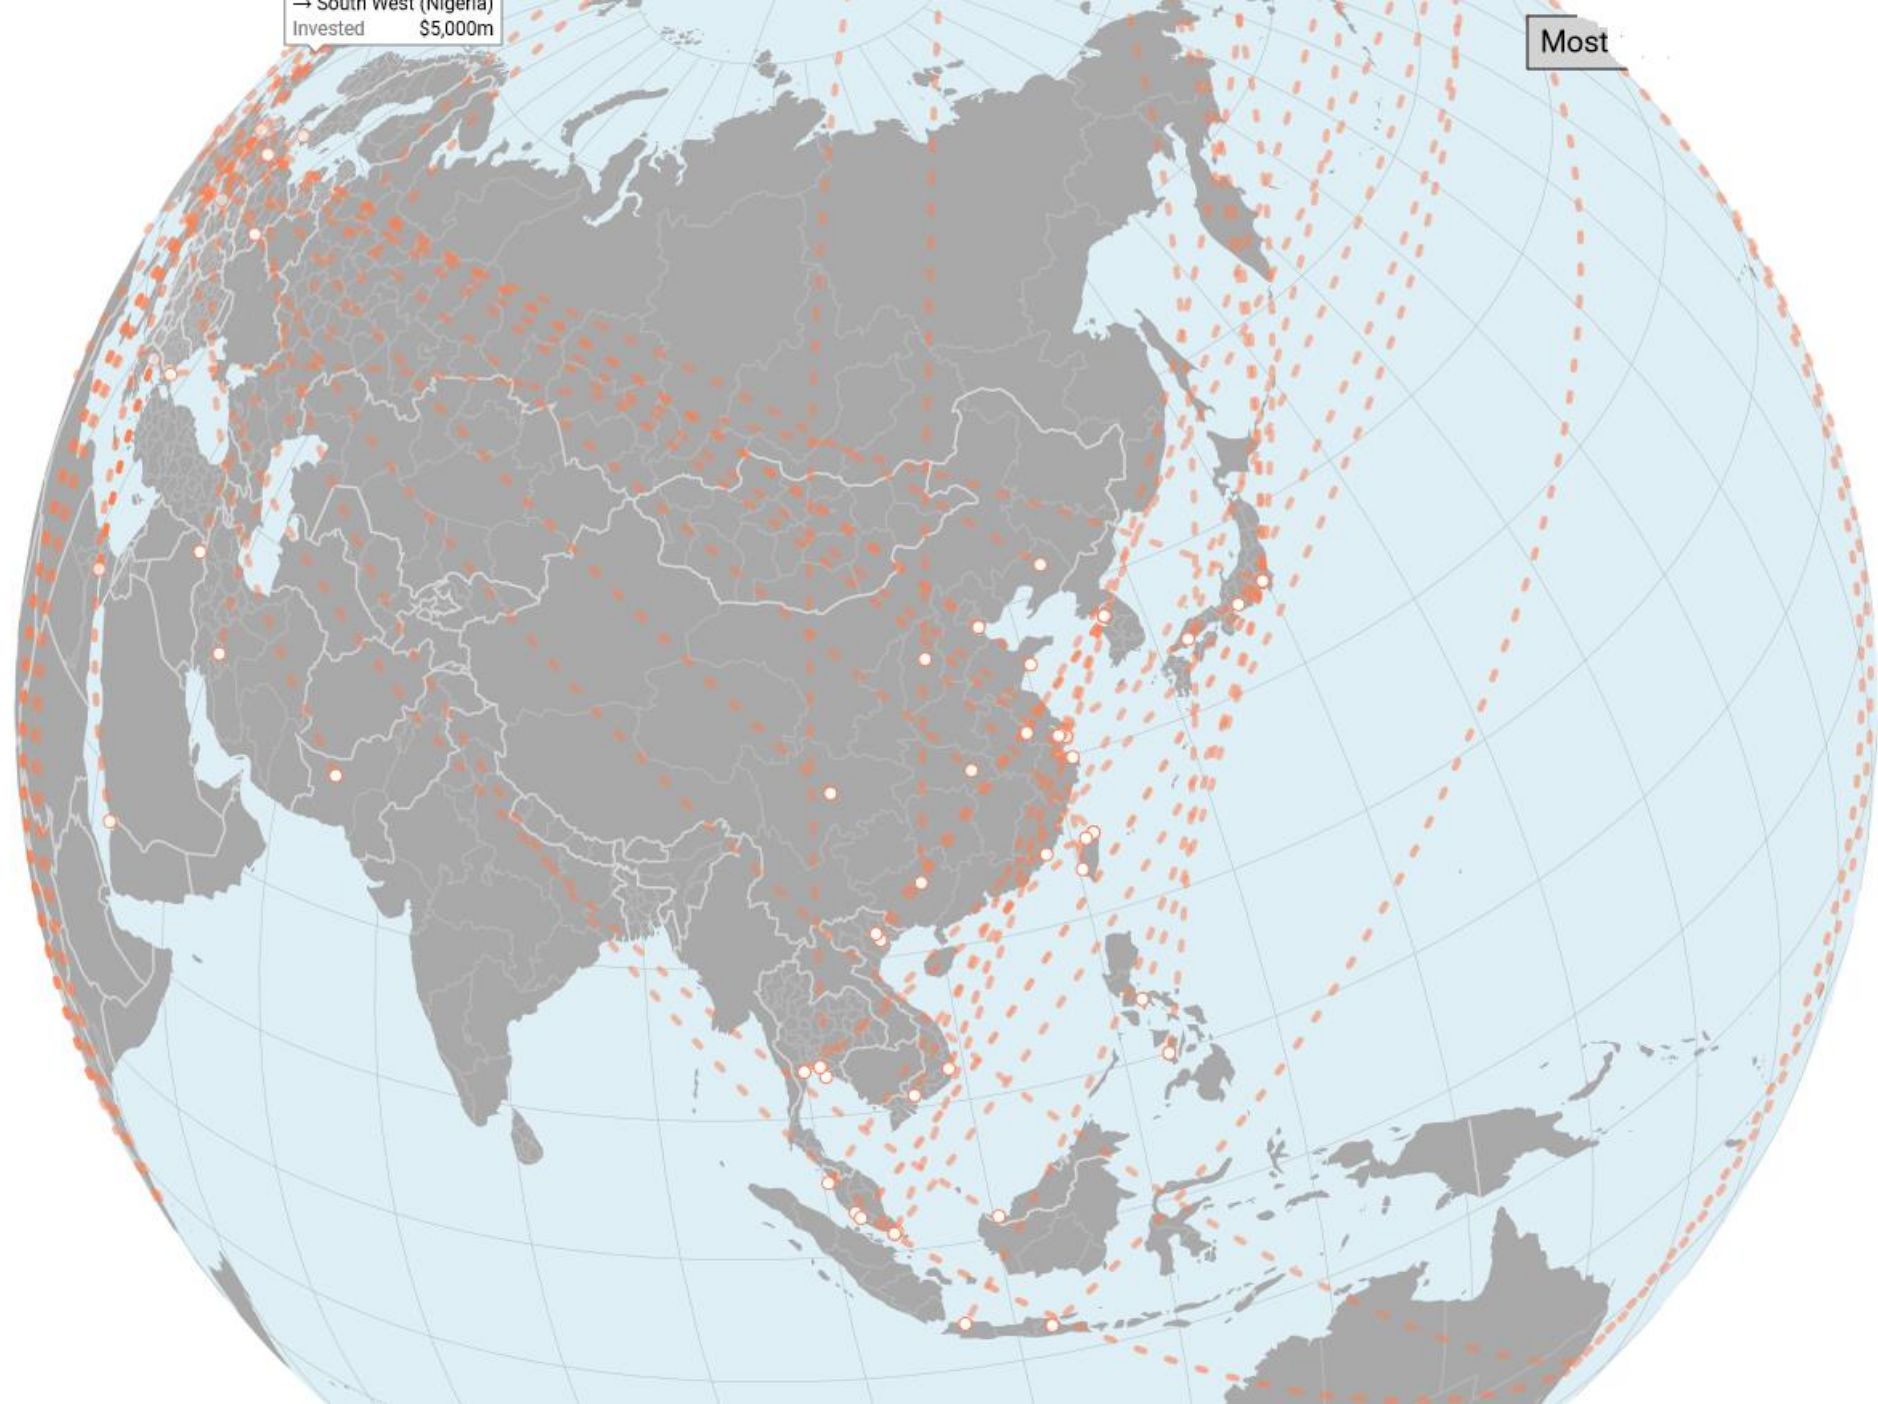 → South West (Nigeria)
Invested $5,000m
Most